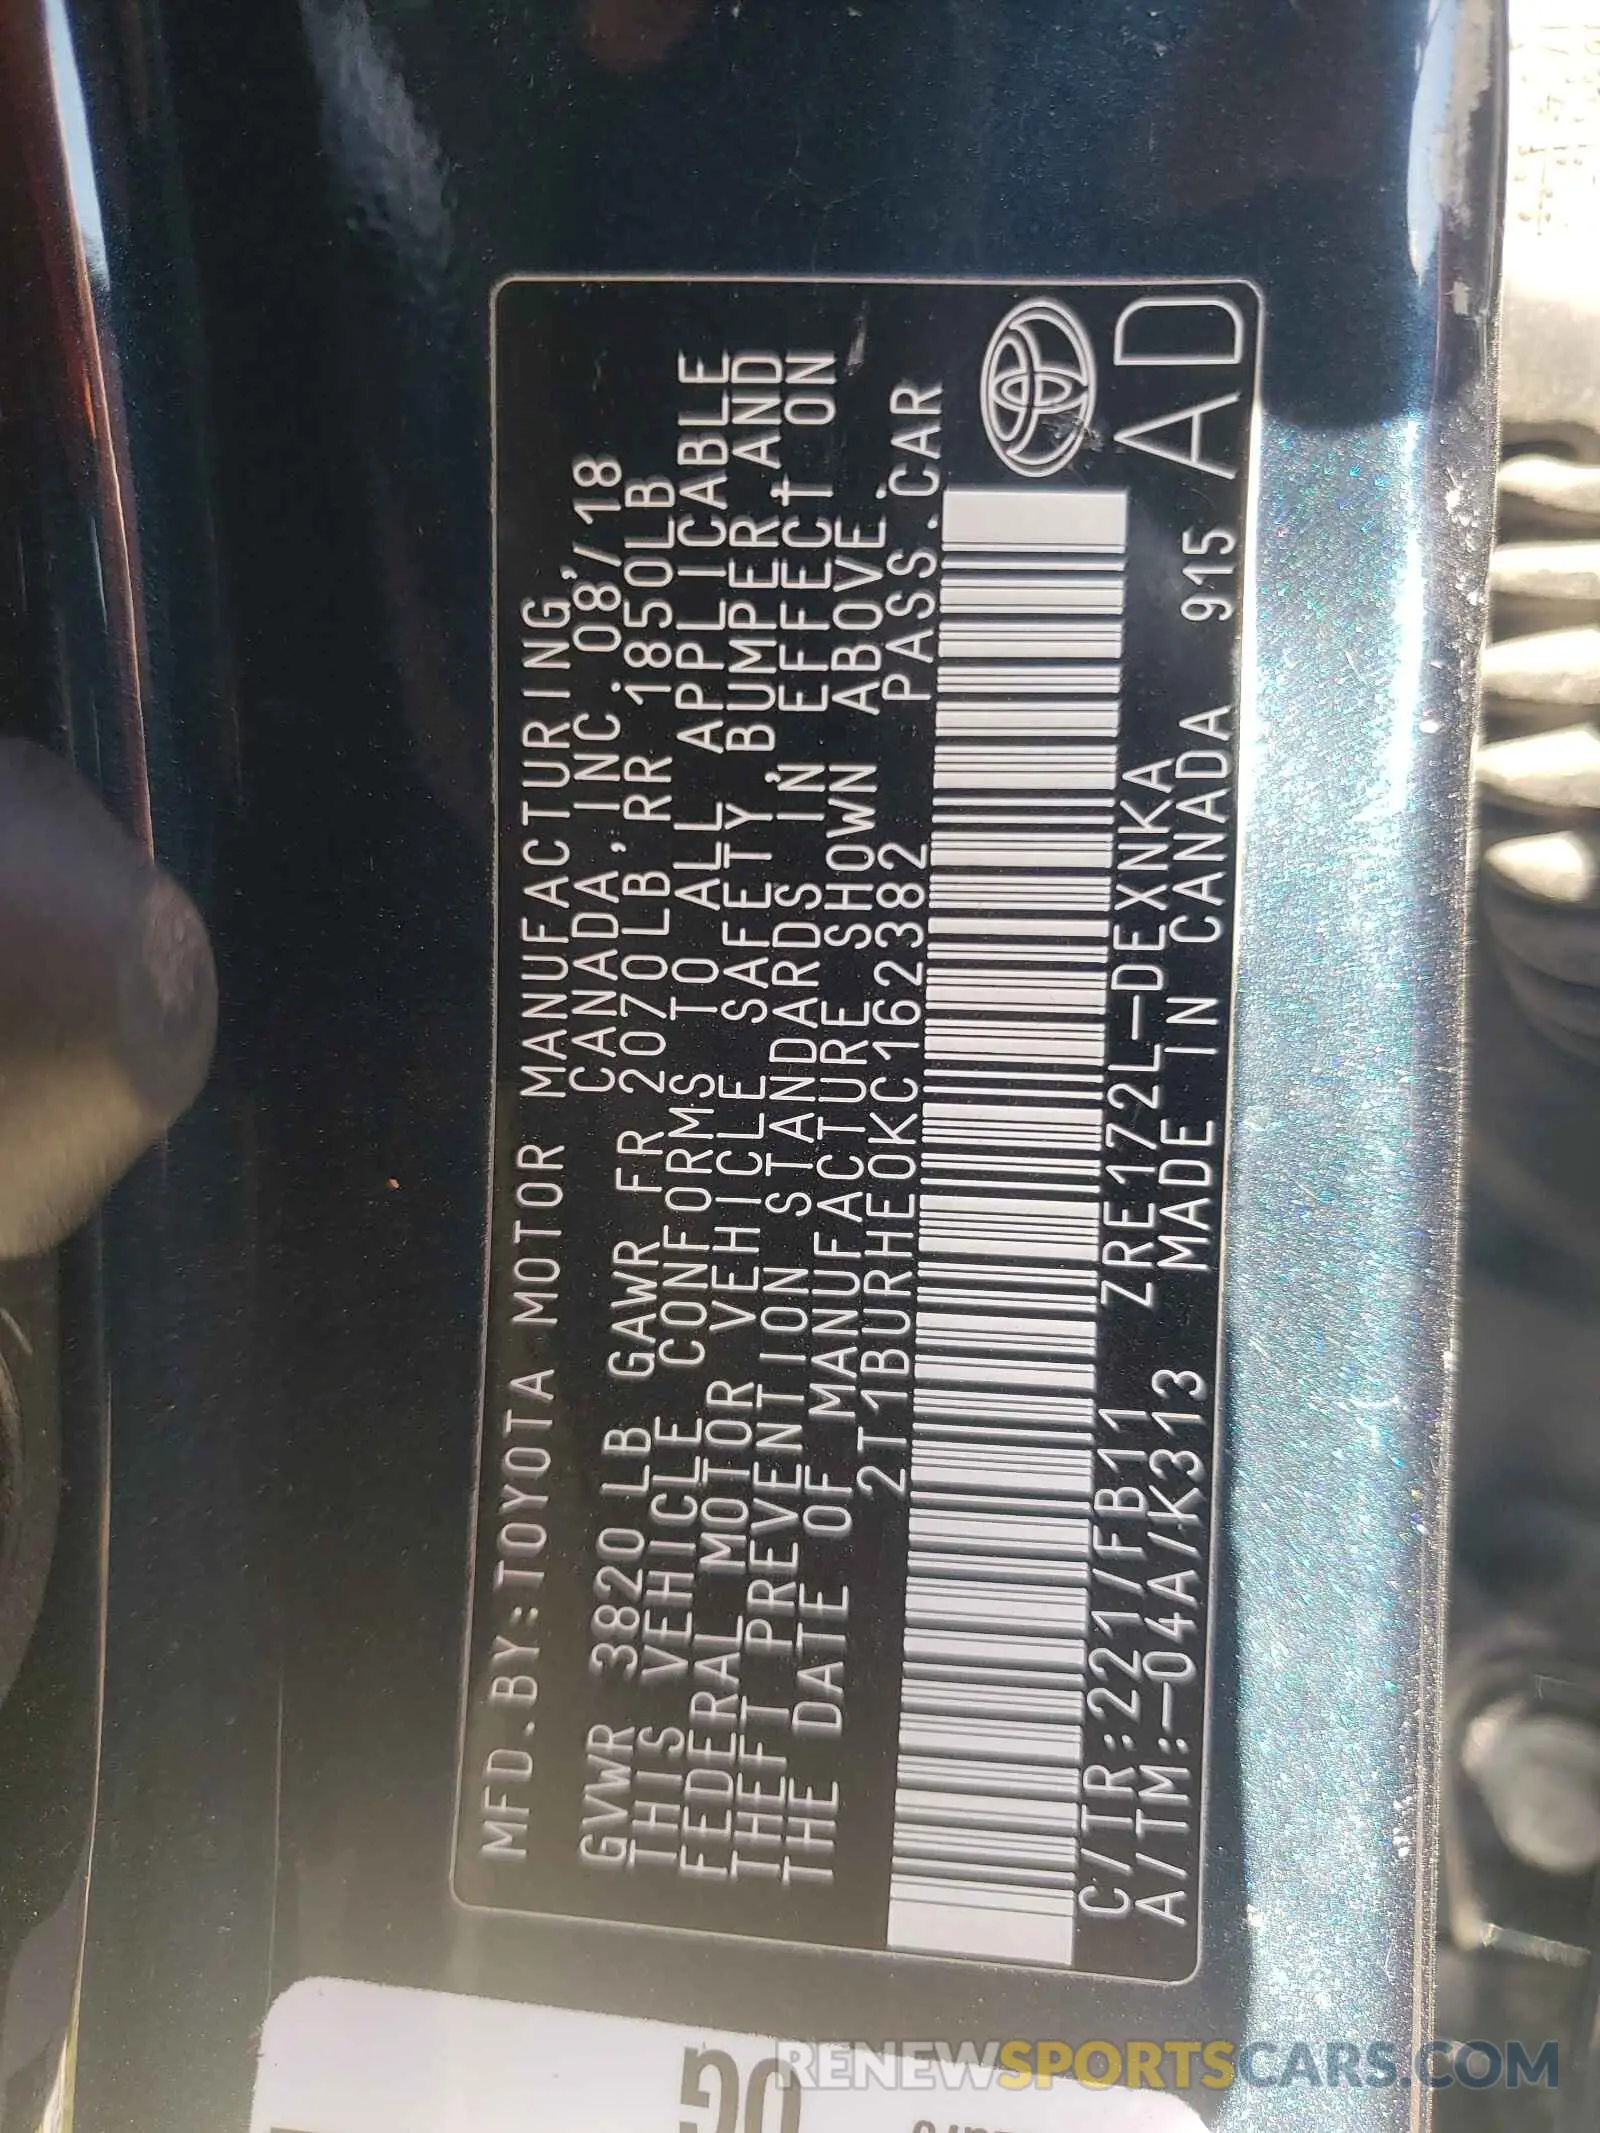 MFD.BY:TOYOTA MOTOR MANUFACTURING,
CANADA, INC. 08/18
GVWR 3820 LB GAWR FR 2070LB, RR 1850LB
THIS VEHICLE CONFORMS TO ALL APPLICABLE
FEDERAL MOTOR VEHICLE SAFETY, BUMPER, AND
THEFT PREVENTION STANDARDS IN EFFECT ON
THE DATE OF MANUFACTURE SHOWN ABOVE.
2T1BURHE0KC162382 PASS.CAR
C/TR:221/FB11 ZRE172L-DEXNKA
A/TM:-04A/K313 MADE IN CANADA 915 AD
RENEWSPORTSCARS.COM